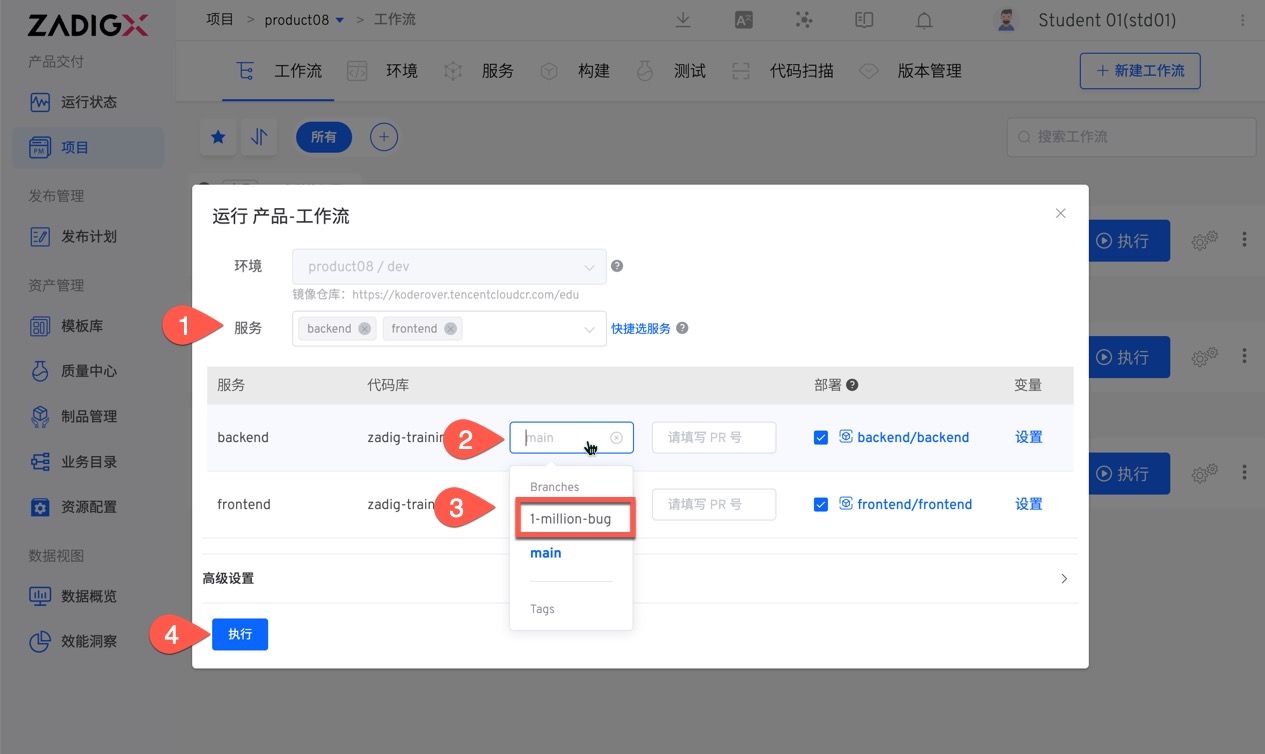 ZADIGX
项目 > product08 > 工作流
Student 01(std01)
产品交付
运行状态
项目
发布管理
发布计划
资产管理
模板库
质量中心
制品管理
业务目录
资源配置
数据视图
数据概览
效能洞察
工作流
环境
服务
构建
测试
代码扫描
版本管理
+ 新建工作流
所有
搜索工作流
执行
执行
执行
运行 产品-工作流
环境
product08 / dev
镜像仓库：https://koderover.tencentcloudcr.com/edu
1
服务
backend
frontend
快捷选服务
服务
代码库
部署
变量
backend
zadig-trainin
2
main
请填写 PR 号
backend/backend
设置
frontend
zadig-train
3
请填写 PR 号
frontend/frontend
设置
Branches
1-million-bug
main
Tags
高级设置
4
执行